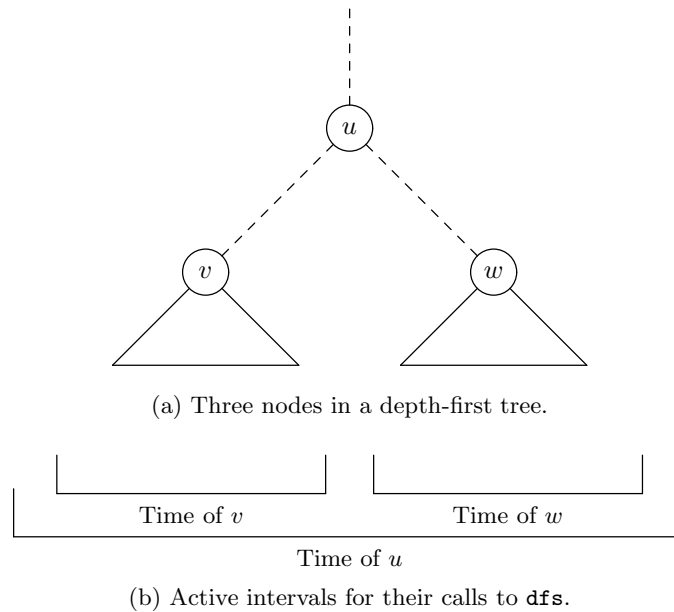 u
v w
(a) Three nodes in a depth-first tree.
Time of v Time of w
Time of u
(b) Active intervals for their calls to dfs.